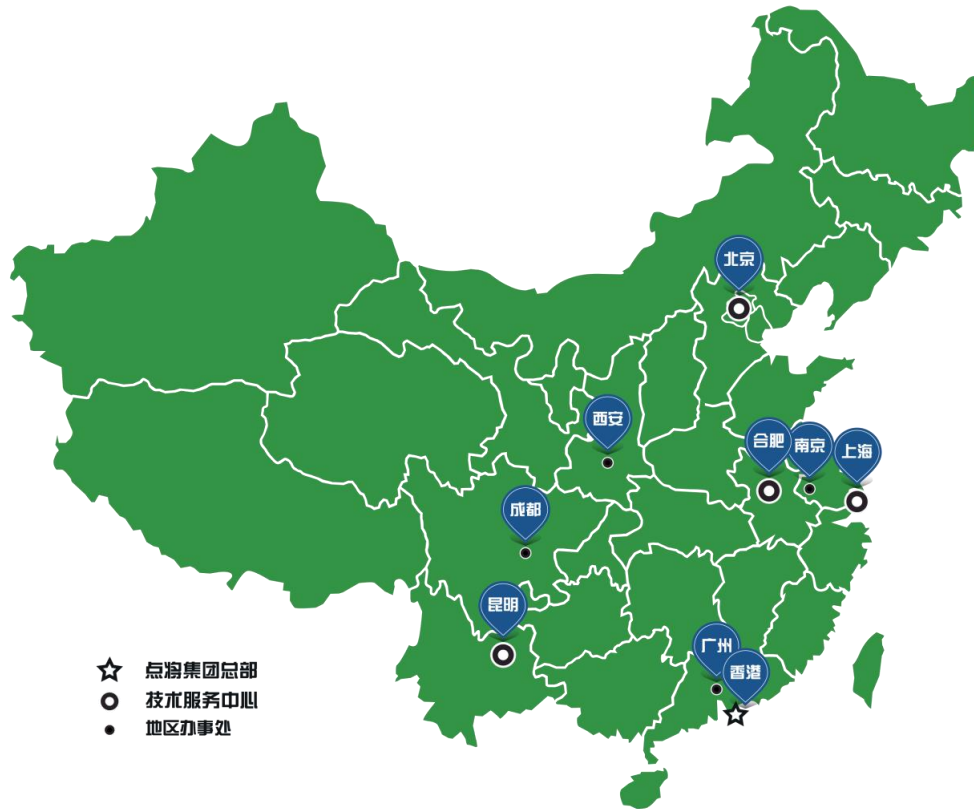 北京
西安
合肥
南京
上海
成都
昆明
广州
香港
点将集团总部
技术服务中心
地区办事处